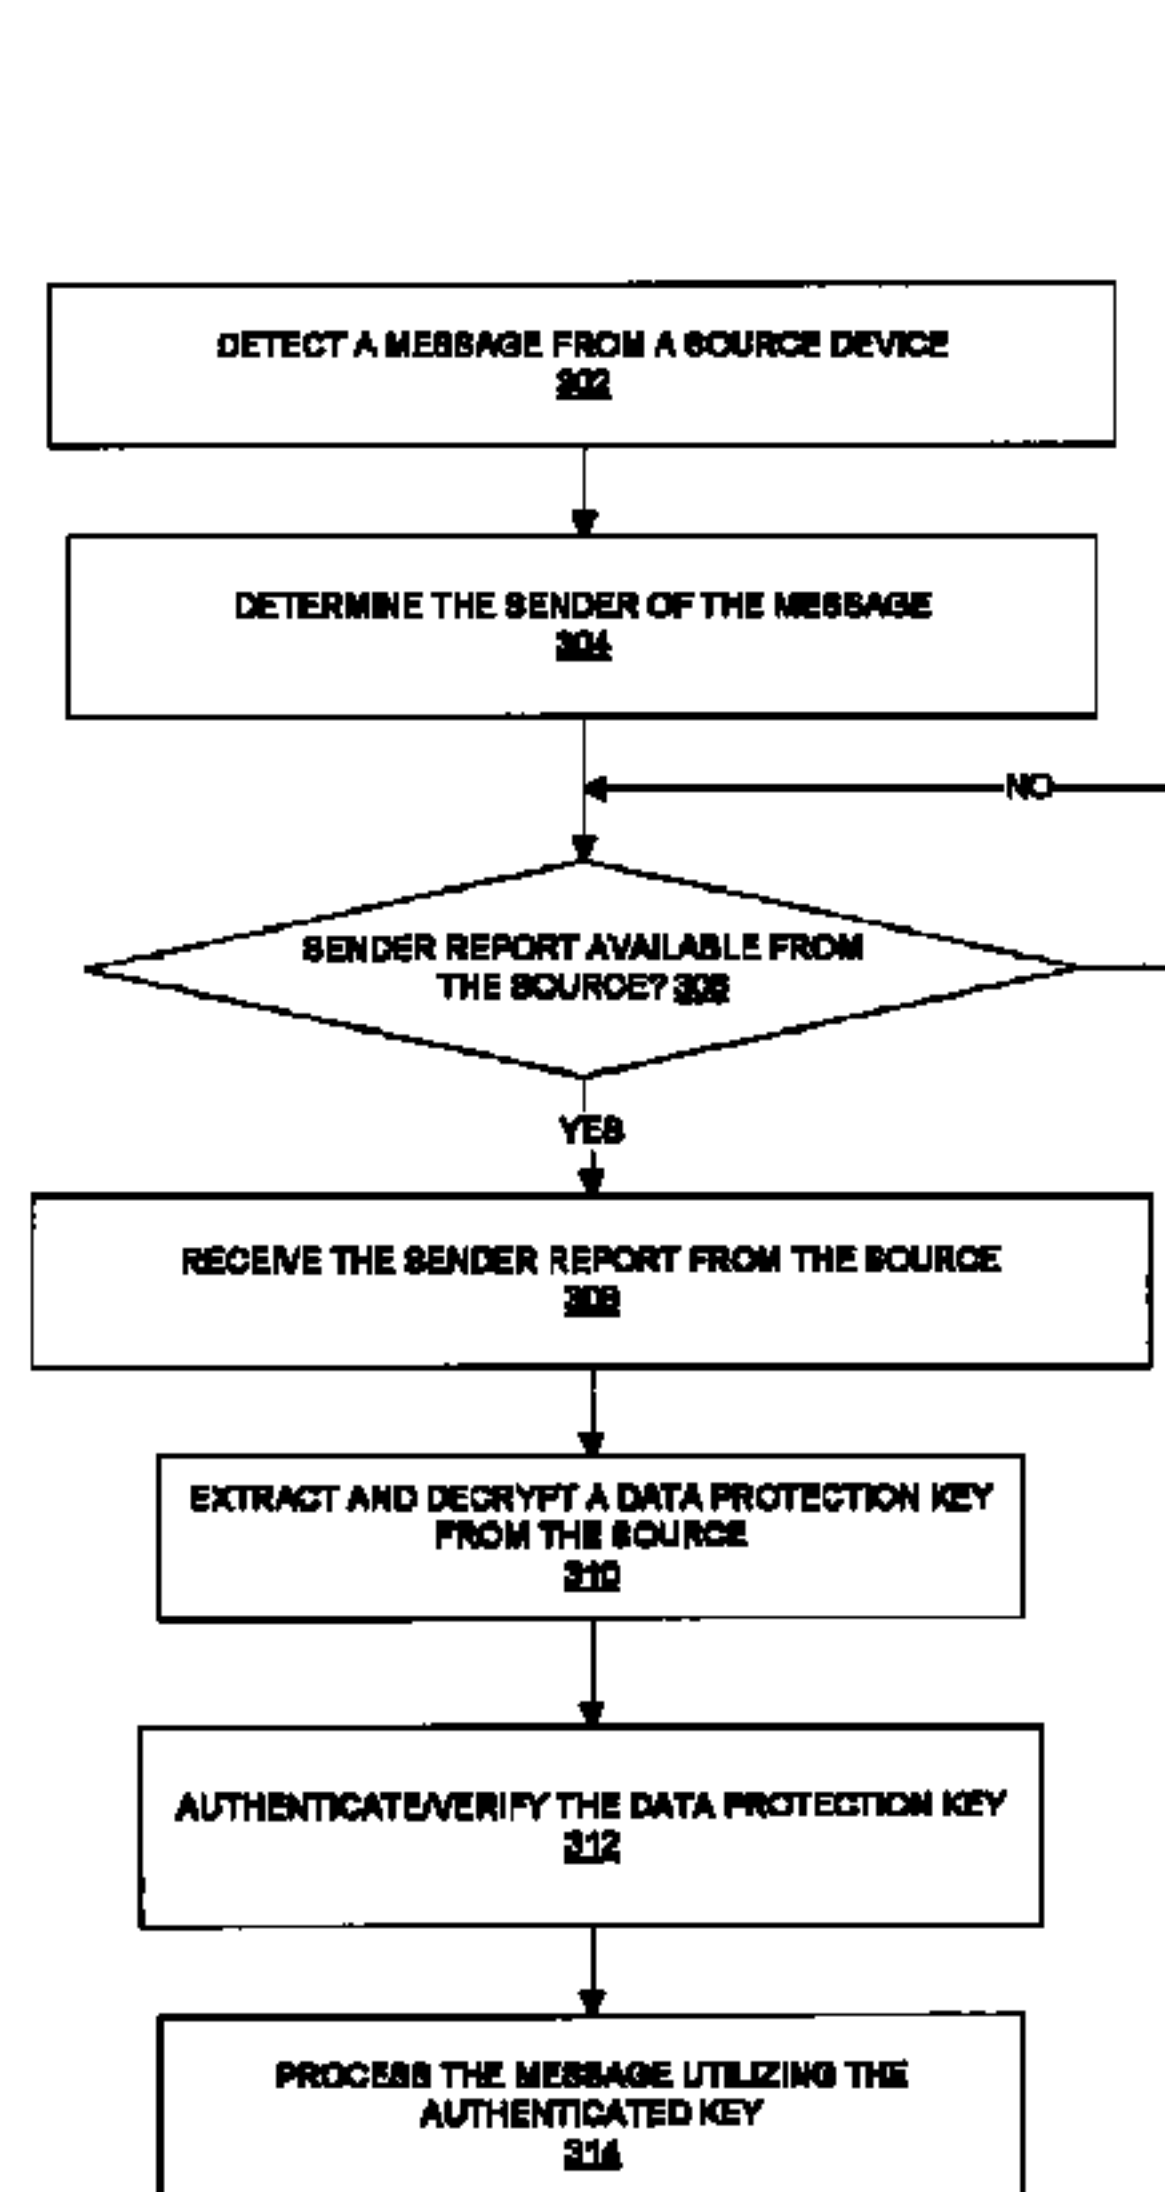 DETECT A MESSAGE FROM A SOURCE DEVICE
302
DETERMINE THE SENDER OF THE MESSAGE
304
NO
SENDER REPORT AVAILABLE FROM
THE SOURCE? 306
YES
RECEIVE THE SENDER REPORT FROM THE SOURCE
308
EXTRACT AND DECRYPT A DATA PROTECTION KEY
FROM THE SOURCE
310
AUTHENTICATE/VERIFY THE DATA PROTECTION KEY
312
PROCESS THE MESSAGE UTILIZING THE
AUTHENTICATED KEY
314